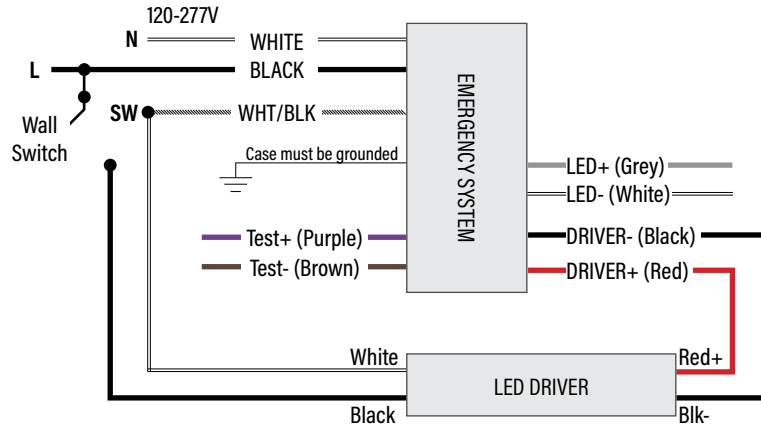 120-277V
N
WHITE
L
BLACK
Wall
Switch
SW
WHT/BLK
Case must be grounded
EMERGENCY SYSTEM
LED+ (Grey)
LED- (White)
Test+ (Purple)
DRIVER- (Black)
Test- (Brown)
DRIVER+ (Red)
White
Red+
LED DRIVER
Black
Blk-